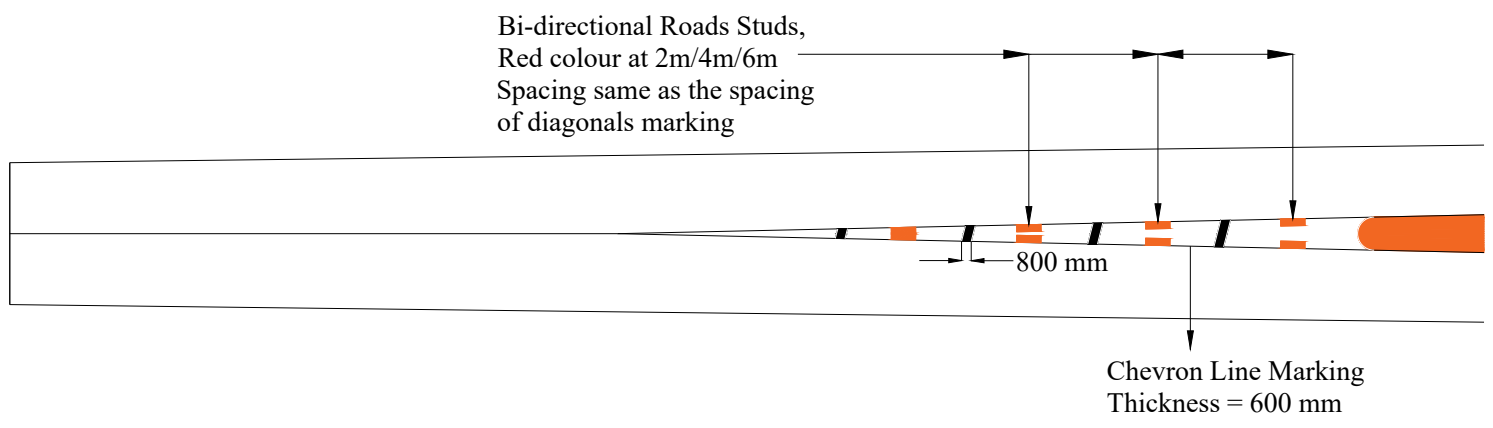 Bi-directional Roads Studs,
Red colour at 2m/4m/6m
Spacing same as the spacing
of diagonals marking
800 mm
Chevron Line Marking
Thickness = 600 mm